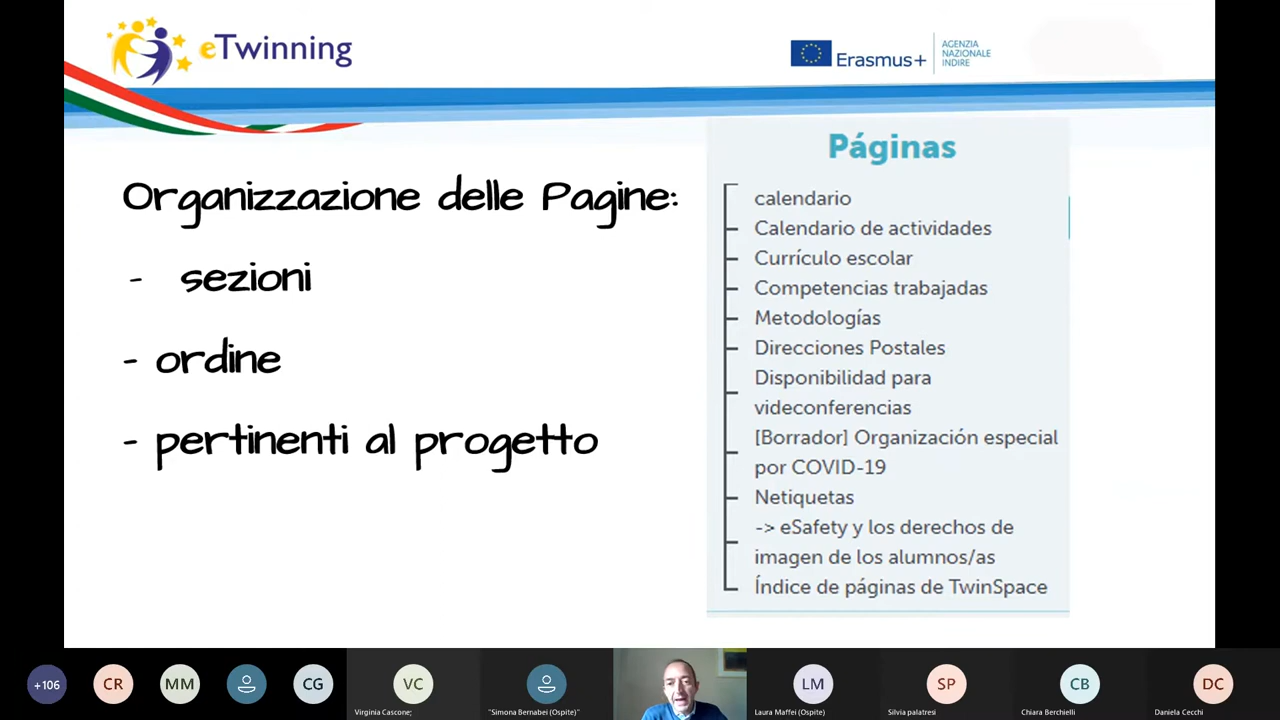 eTwinning
Erasmus+
AGENZIA
NAZIONALE
INDIRE
Organizzazione delle Pagine:
- sezioni
- ordine
- pertinenti al progetto
Páginas
calendario
Calendario de actividades
Currículo escolar
Competencias trabajadas
Metodologías
Direcciones Postales
Disponibilidad para
videconferencias
[Borrador] Organización especial
por COVID-19
Netiquetas
-> eSafety y los derechos de
imagen de los alumnos/as
Índice de páginas de TwinSpace
+106
CR
MM
CG
VC
LM
SP
CB
DC
Virginia Cascone;
"Simona Bernabei (Ospite)"
Laura Maffei (Ospite)
Silvia palatresi
Chiara Berchielli
Daniela Cecchi